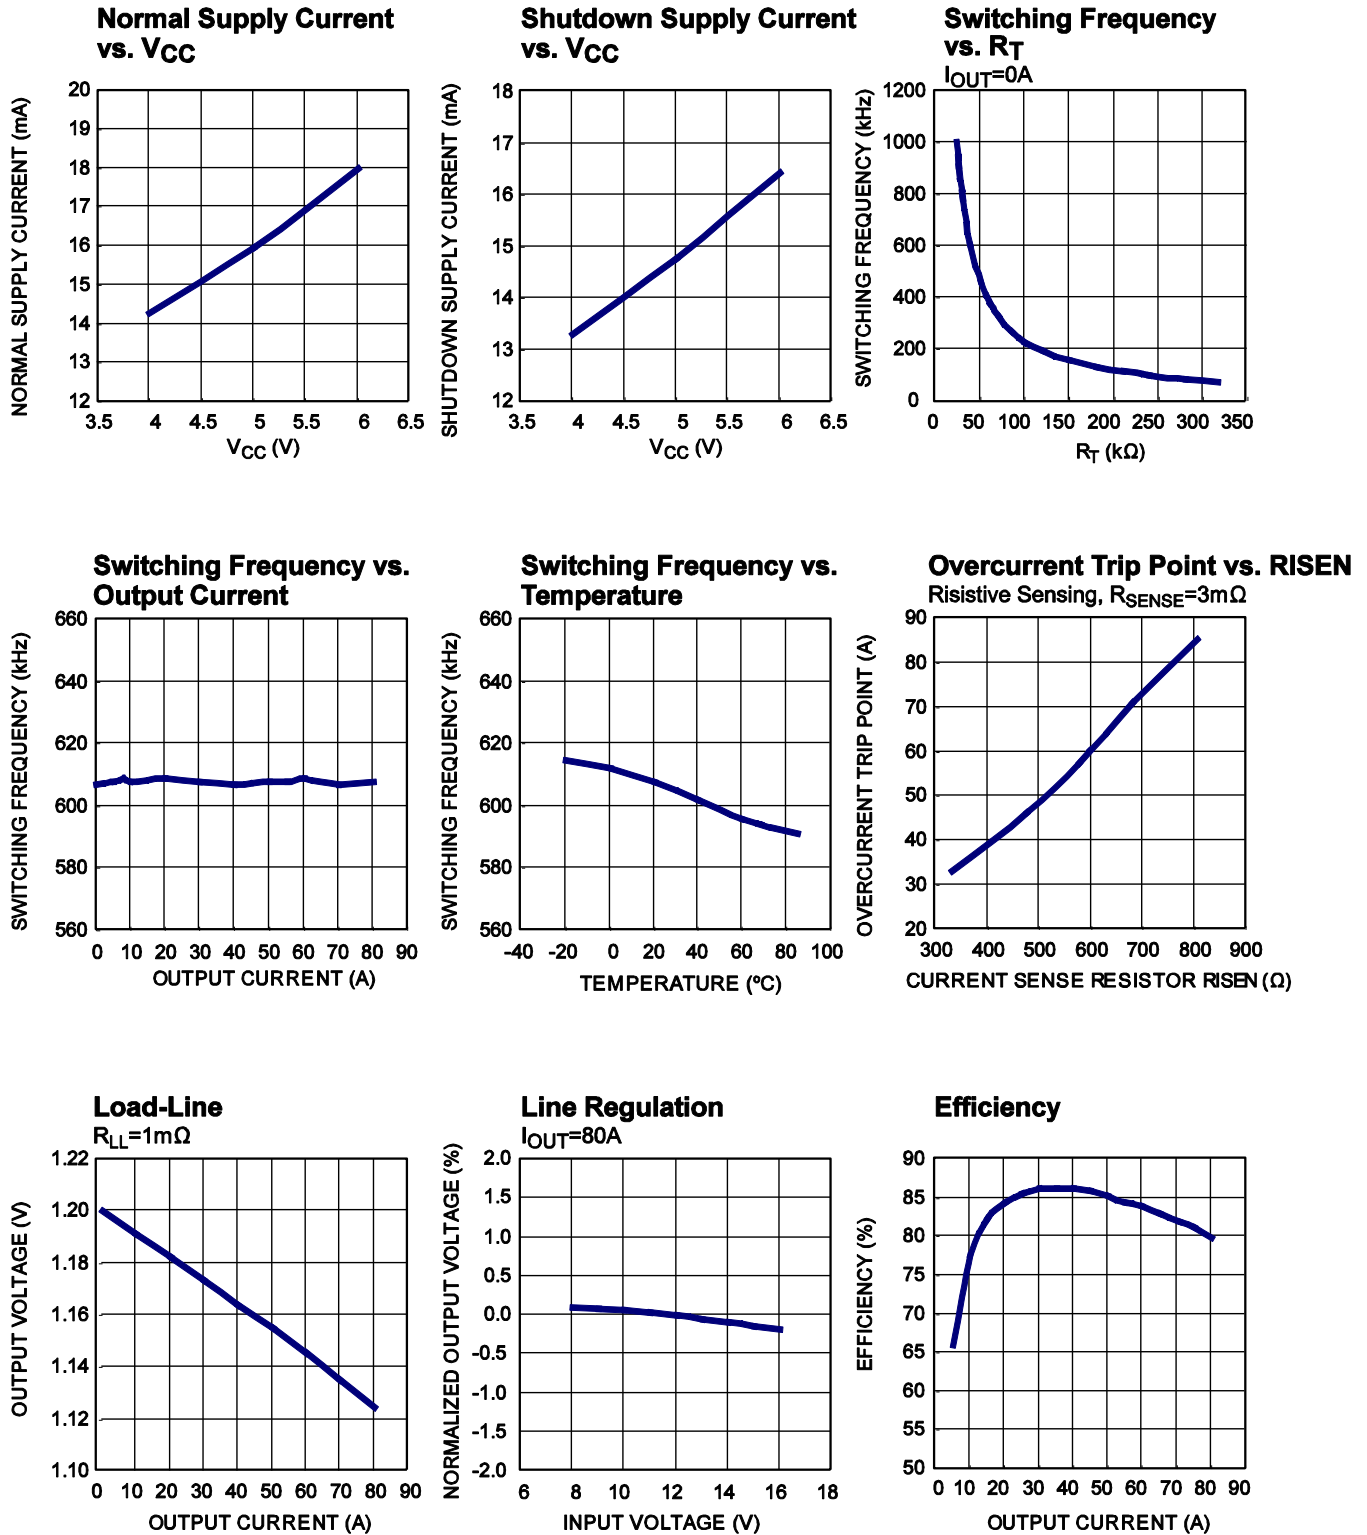 Normal Supply Current
vs. VCC
NORMAL SUPPLY CURRENT (mA)
20
19
18
17
16
15
14
13
12
3.5 4 4.5 5 5.5 6 6.5
VCC (V)
Shutdown Supply Current
vs. VCC
SHUTDOWN SUPPLY CURRENT (mA)
18
17
16
15
14
13
12
3.5 4 4.5 5 5.5 6 6.5
VCC (V)
Switching Frequency
vs. RT
IOUT=0A
SWITCHING FREQUENCY (kHz)
1200
1000
800
600
400
200
0
0 50 100 150 200 250 300 350
RT (kΩ)
Switching Frequency vs.
Output Current
SWITCHING FREQUENCY (kHz)
660
640
620
600
580
560
0 10 20 30 40 50 60 70 80 90
OUTPUT CURRENT (A)
Switching Frequency vs.
Temperature
SWITCHING FREQUENCY (kHz)
660
640
620
600
580
560
-40 -20 0 20 40 60 80 100
TEMPERATURE (ºC)
Overcurrent Trip Point vs. RISEN
Risistive Sensing, RSENSE=3mΩ
OVERCURRENT TRIP POINT (A)
90
80
70
60
50
40
30
20
300 400 500 600 700 800 900
CURRENT SENSE RESISTOR RISEN (Ω)
Load-Line
RLL=1mΩ
OUTPUT VOLTAGE (V)
1.22
1.20
1.18
1.16
1.14
1.12
1.10
0 10 20 30 40 50 60 70 80 90
OUTPUT CURRENT (A)
Line Regulation
IOUT=80A
NORMALIZED OUTPUT VOLTAGE (%)
2.0
1.5
1.0
0.5
0.0
-0.5
-1.0
-1.5
-2.0
6 8 10 12 14 16 18
INPUT VOLTAGE (V)
Efficiency
EFFICIENCY (%)
90
85
80
75
70
65
60
55
50
0 10 20 30 40 50 60 70 80 90
OUTPUT CURRENT (A)